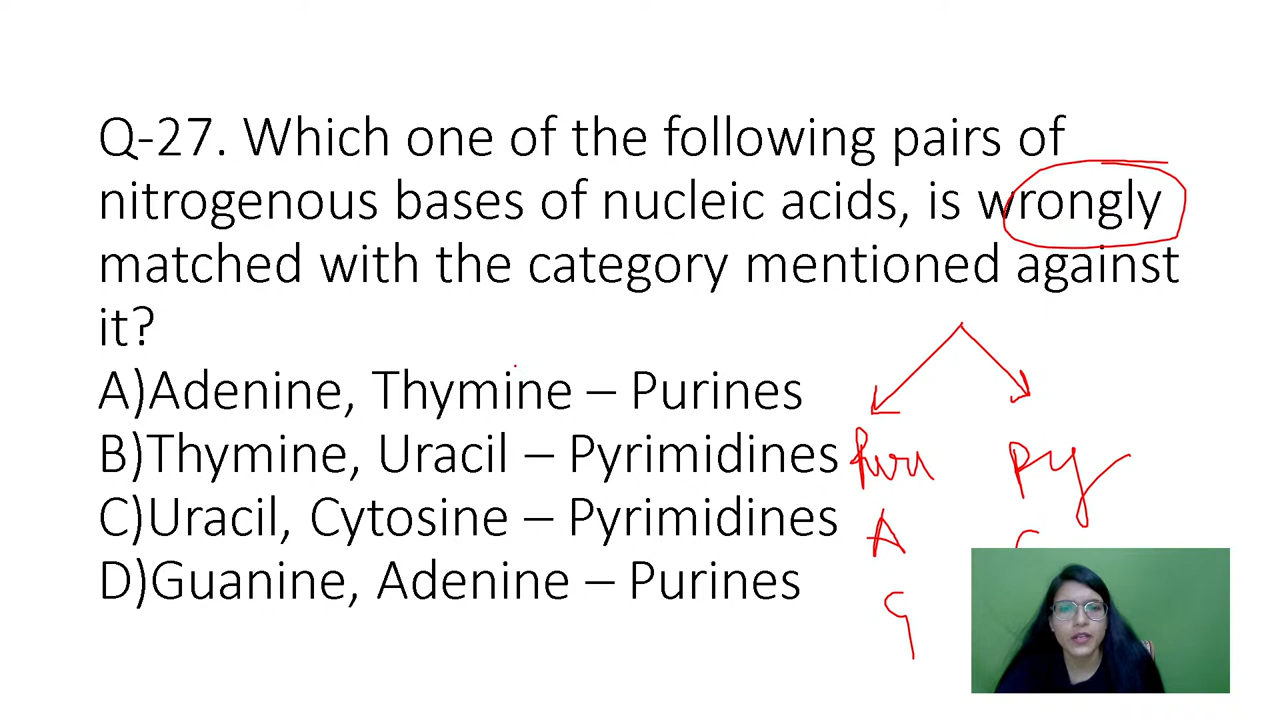 Q-27. Which one of the following pairs of
nitrogenous bases of nucleic acids, is wrongly
matched with the category mentioned against
it?
A)Adenine, Thymine – Purines
B)Thymine, Uracil – Pyrimidines
C)Uracil, Cytosine – Pyrimidines
D)Guanine, Adenine – Purines
Puru Py
A C
G